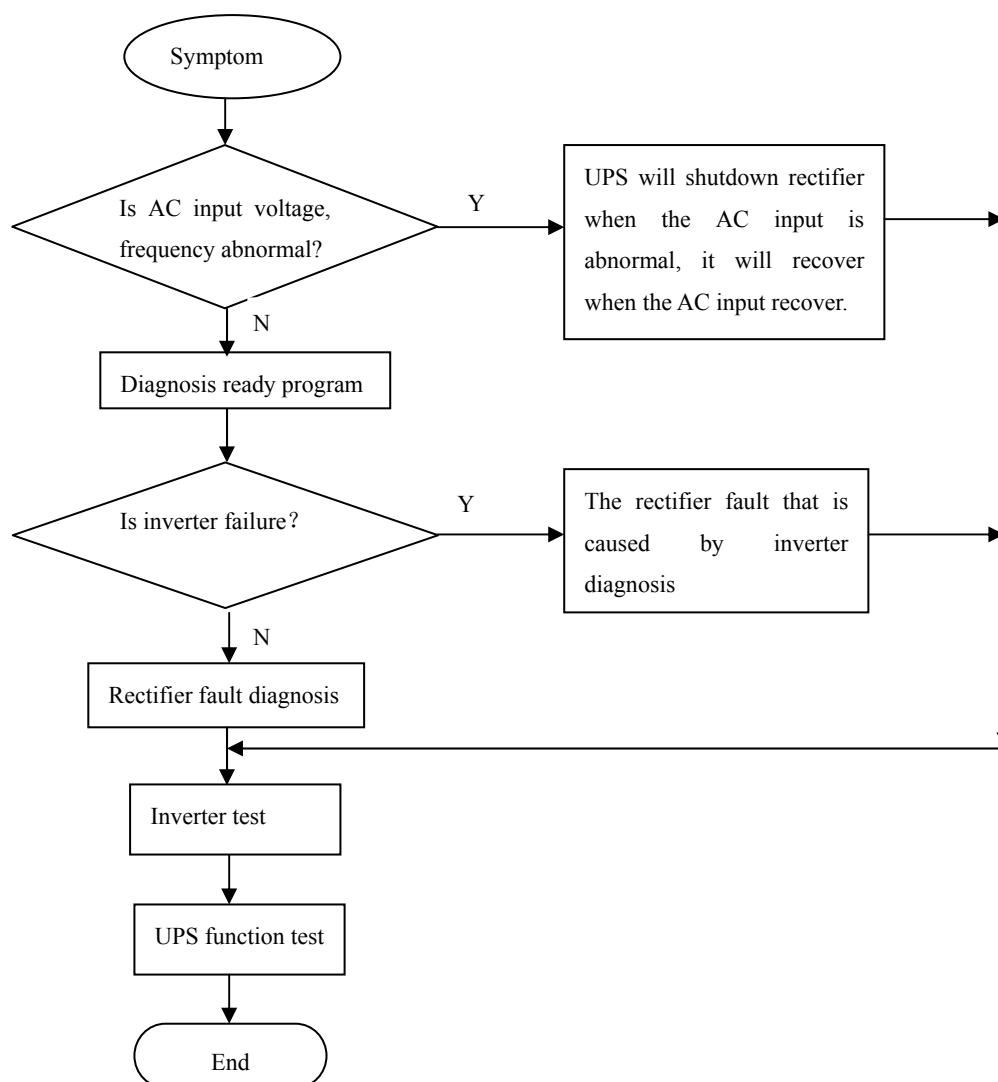 Symptom
Is AC input voltage,
frequency abnormal?
Y
UPS will shutdown rectifier
when the AC input is
abnormal, it will recover
when the AC input recover.
N
Diagnosis ready program
Is inverter failure？
Y
The rectifier fault that is
caused by inverter
diagnosis
N
Rectifier fault diagnosis
Inverter test
UPS function test
End